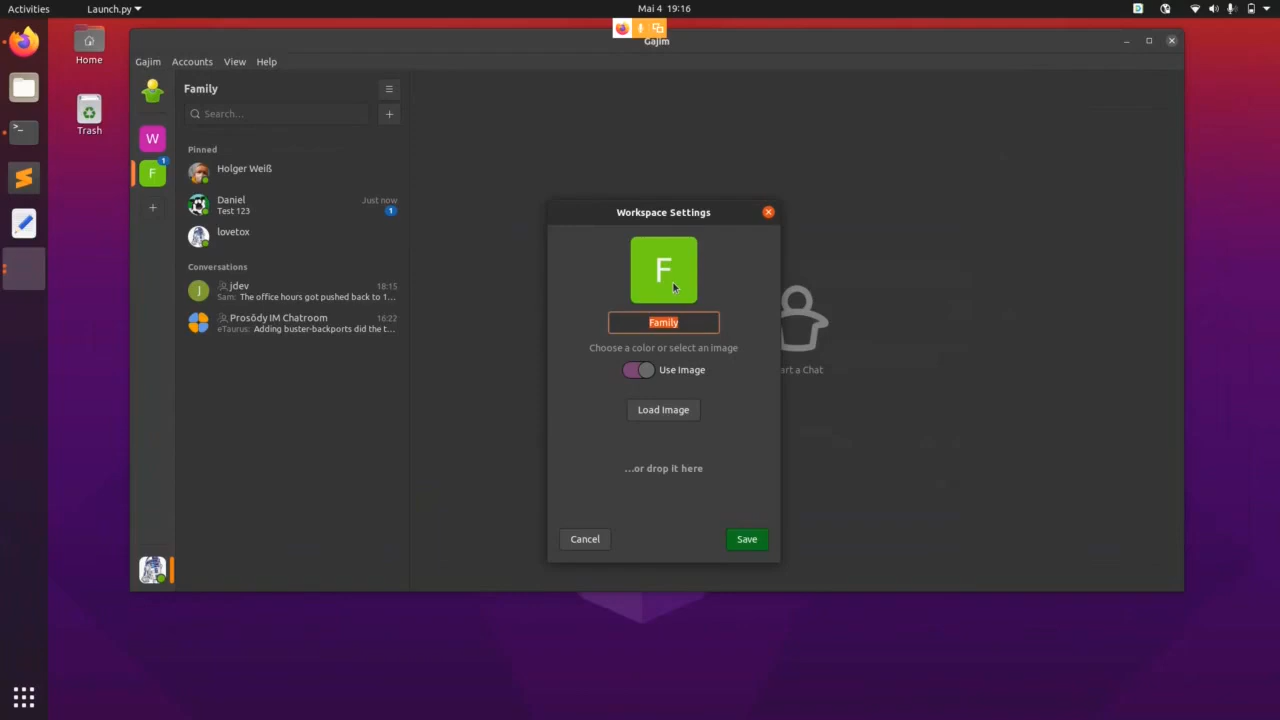 Activities
Launch.py
Mai 4 19:16
Gajim
Gajim Accounts View Help
Family
Search...
W
F
1
Pinned
Holger Weiß
Daniel
Just now
Test 123
1
lovetox
Conversations
J
jdev
18:15
Sam: The office hours got pushed back to 1...
Prosŏdy IM Chatroom
16:22
eTaurus: Adding buster-backports did the t...
Home
Trash
Workspace Settings
F
Family
Choose a color or select an image
Use Image
Load Image
...or drop it here
Cancel
Save
art a Chat